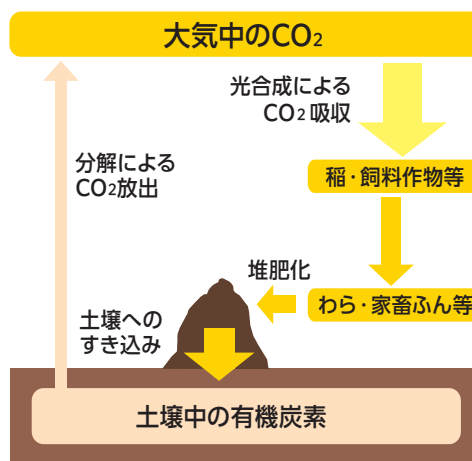 大気中のCO₂
光合成による
CO₂吸収
分解による
CO₂放出
稲・飼料作物等
堆肥化
わら・家畜ふん等
土壌への
すき込み
土壌中の有機炭素